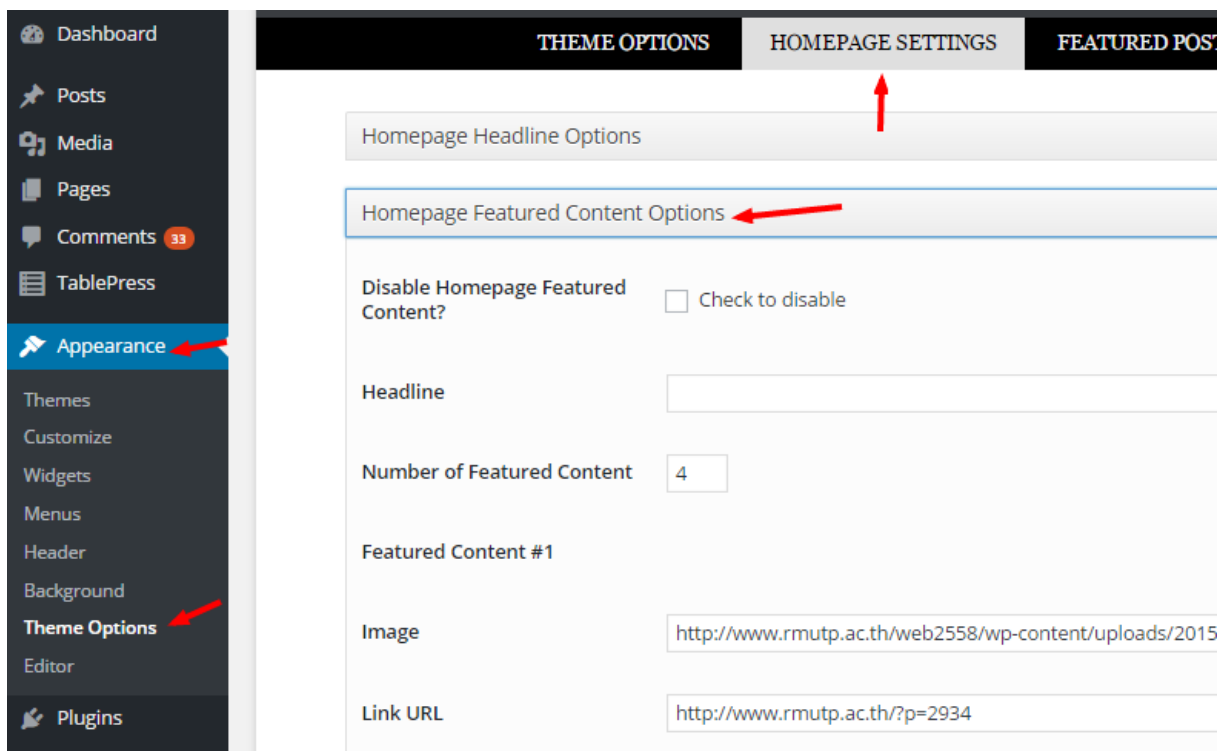 Dashboard
Posts
Media
Pages
Comments 33
TablePress
Appearance
Themes
Customize
Widgets
Menus
Header
Background
Theme Options
Editor
Plugins
THEME OPTIONS HOMEPAGE SETTINGS FEATURED POST
Homepage Headline Options
Homepage Featured Content Options
Disable Homepage Featured
Content?
Check to disable
Headline
Number of Featured Content 4
Featured Content #1
Image http://www.rmutp.ac.th/web2558/wp-content/uploads/2015
Link URL http://www.rmutp.ac.th/?p=2934